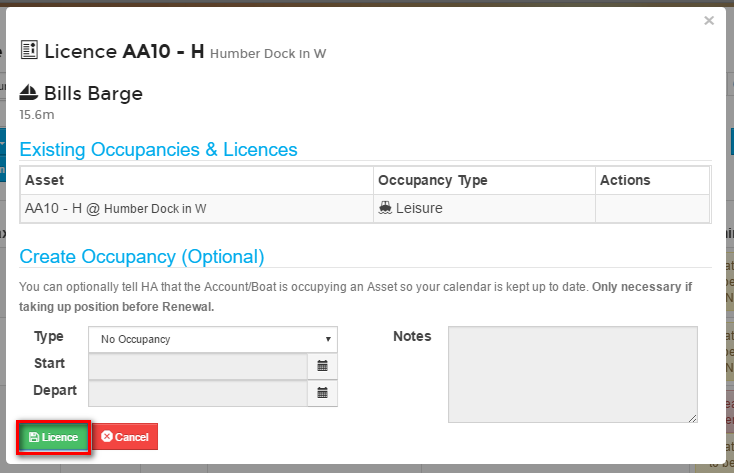 ×
Licence AA10 - H Humber Dock in W
Bills Barge
15.6m
Existing Occupancies & Licences
Asset Occupancy Type Actions
AA10 - H @ Humber Dock in W Leisure
Create Occupancy (Optional)
You can optionally tell HA that the Account/Boat is occupying an Asset so your calendar is kept up to date. Only necessary if
taking up position before Renewal.
Type No Occupancy Notes
Start
Depart
Licence Cancel